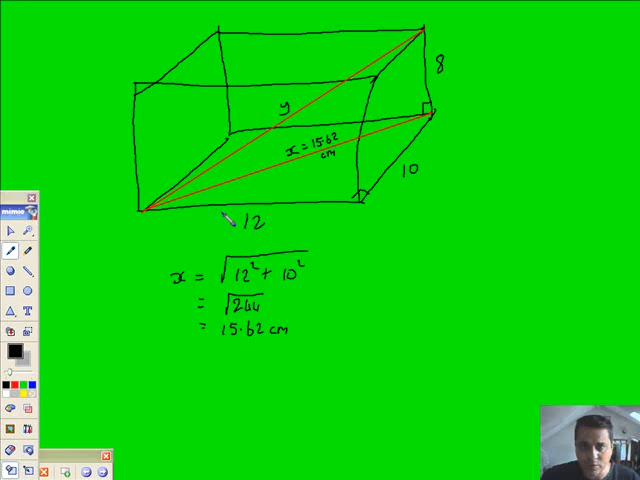 8
y
x = 15.62
cm
10
12
x = √12² + 10²
= √244
= 15.62 cm
mimio
A
T